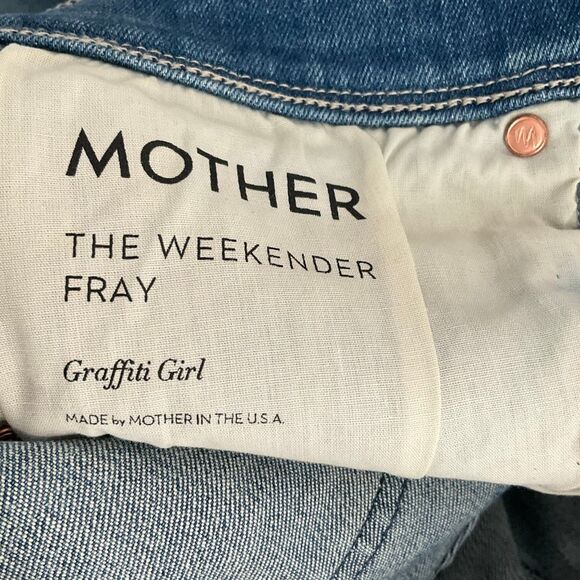 MOTHER
THE WEEKENDER
FRAY
Graffiti Girl
MADE by MOTHER IN THE U.S.A.
M